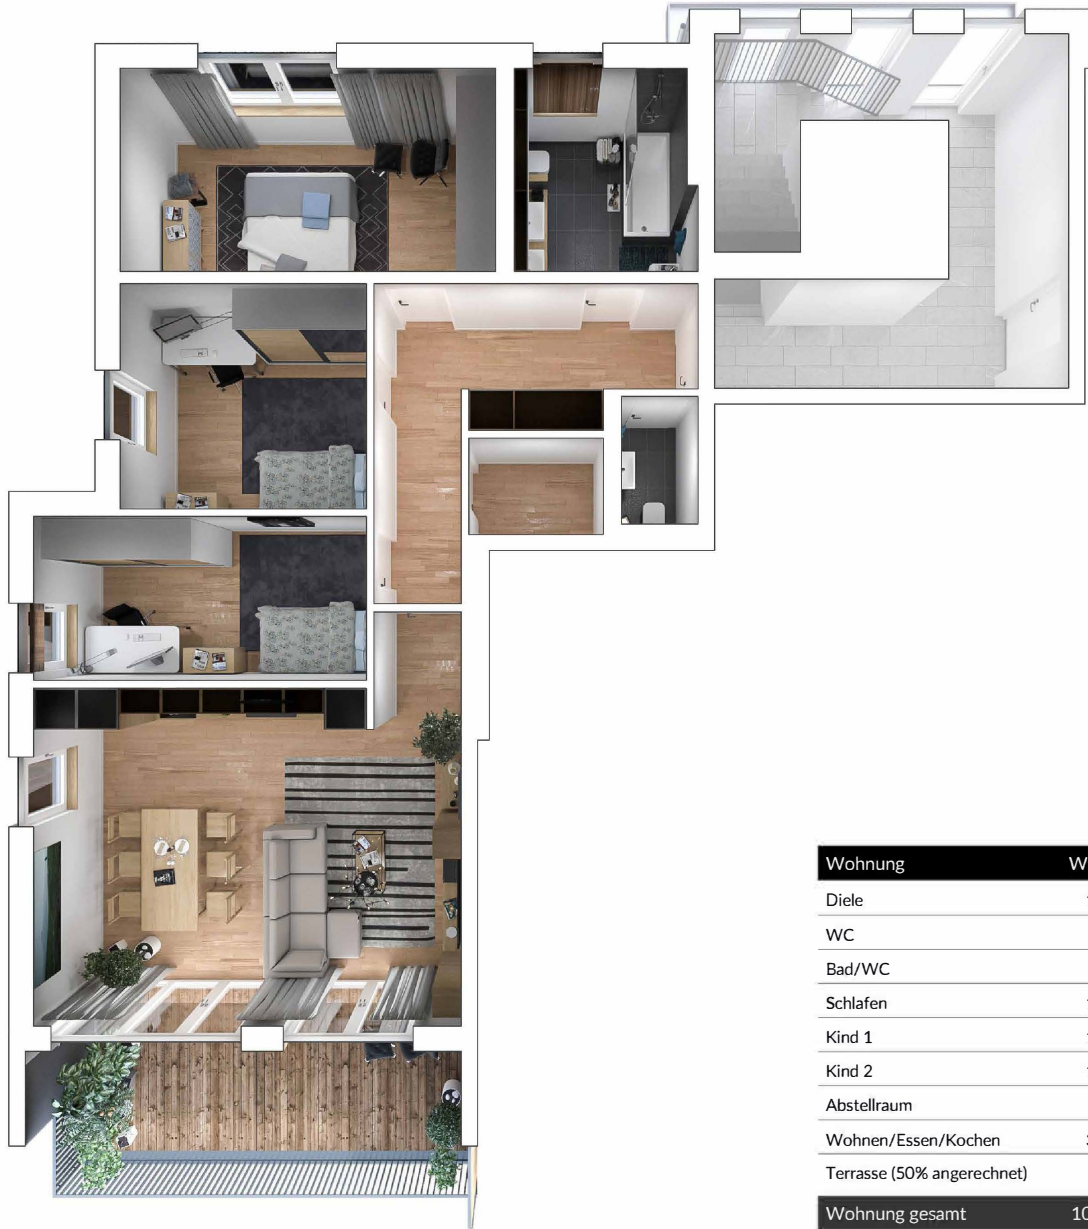 Wohnung
Diele
WC
Bad/WC
Schlafen
Kind 1
Kind 2
Abstellraum
Wohnen/Essen/Kochen
Terrasse (50% angerechnet)
Wohnung gesamt